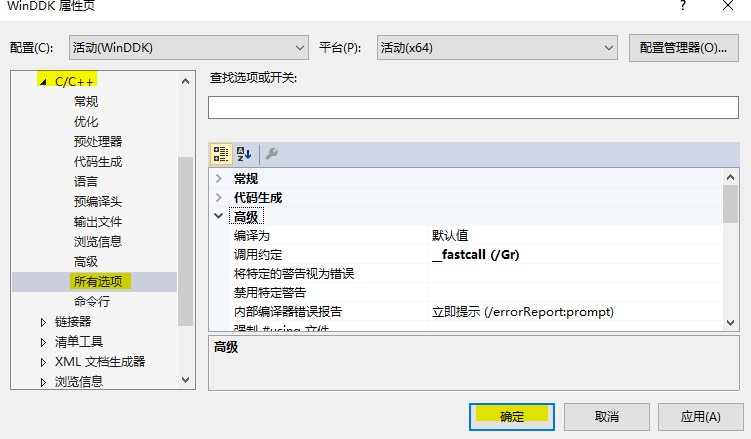 WinDDK 属性页
?
配置(C):
活动(WinDDK)
平台(P):
活动(x64)
配置管理器(O)...
C/C++
常规
优化
预处理器
代码生成
语言
预编译头
输出文件
浏览信息
高级
所有选项
命令行
链接器
清单工具
XML 文档生成器
浏览信息
查找选项或开关:
常规
代码生成
高级
编译为 默认值
调用约定 __fastcall (/Gr)
将特定的警告视为错误
禁用特定警告
内部编译器错误报告 立即提示 (/errorReport:prompt)
强制 #using 文件
高级
确定
取消
应用(A)